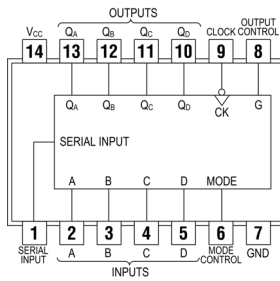 OUTPUTS
OUTPUT
VCC QA QB QC QD CLOCK CONTROL
14 13 12 11 10 9 8
QA QB QC QD CK G
SERIAL INPUT
A B C D MODE
1 2 3 4 5 6 7
SERIAL INPUT A B C D MODE CONTROL GND
INPUTS